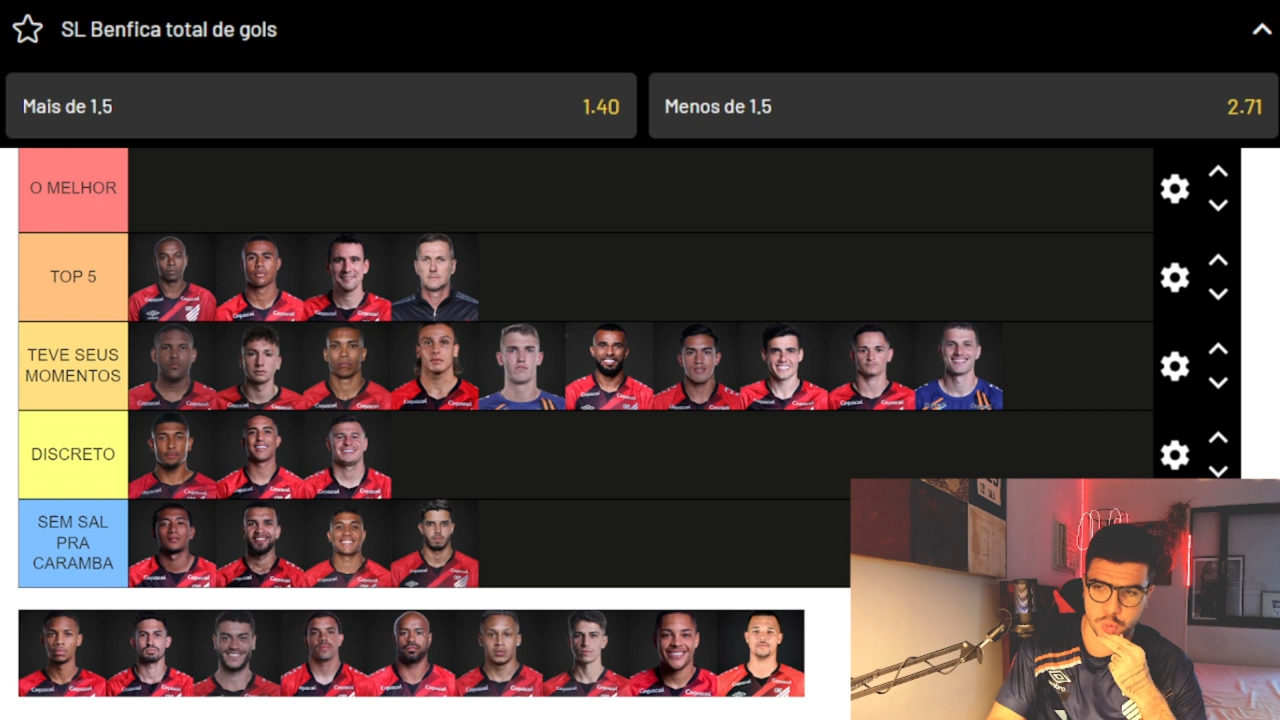 SL Benfica total de gols
Mais de 1.5 1.40 Menos de 1.5 2.71
O MELHOR
TOP 5
TEVE SEUS
MOMENTOS
DISCRETO
SEM SAL
PRA
CARAMBA